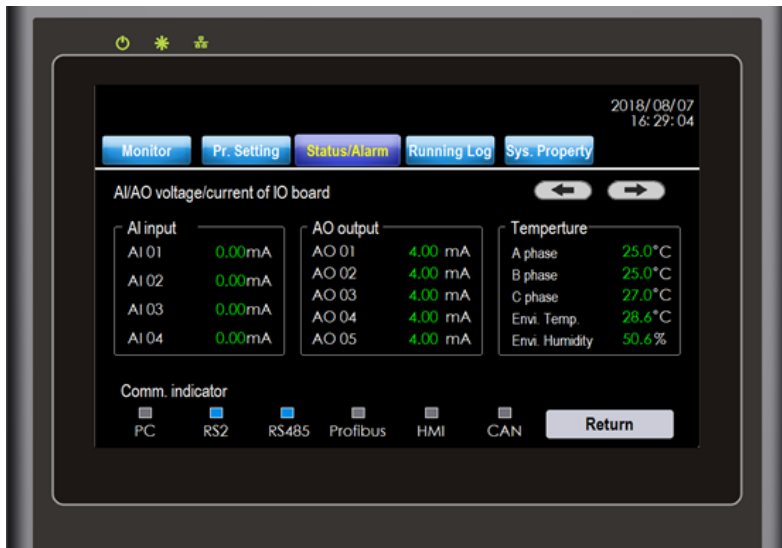 2018/08/07
16:29:04
Monitor Pr. Setting Status/Alarm Running Log Sys. Property
AI/AO voltage/current of IO board
AI input AO output Temperture
AI 01 0.00mA
AI 02 0.00mA
AI 03 0.00mA
AI 04 0.00mA
AO 01 4.00 mA
AO 02 4.00 mA
AO 03 4.00 mA
AO 04 4.00 mA
AO 05 4.00 mA
A phase 25.0°C
B phase 25.0°C
C phase 27.0°C
Envi. Temp. 28.6°C
Envi. Humidity 50.6%
Comm. indicator
PC RS2 RS485 Profibus HMI CAN
Return